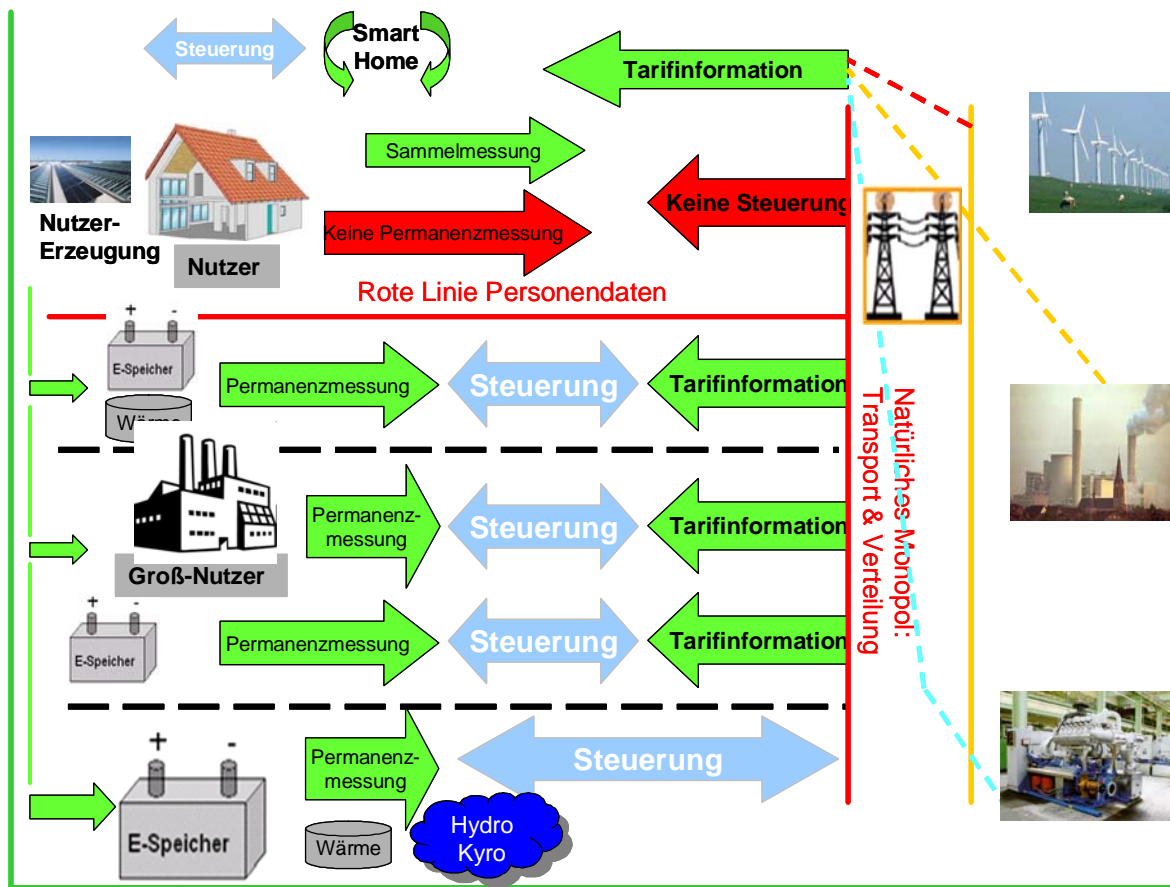 Steuerung
Smart
Home
Tarifinformation
Sammelmessung
Keine Steuerung
Keine Permanenzmessung
Nutzer-
Erzeugung
Nutzer
Rote Linie Personendaten
+ -
E-Speicher
Wärme
Permanenzmessung
Steuerung
Tarifinformation
Permanenz-
messung
Steuerung
Tarifinformation
Groß-Nutzer
+ -
E-Speicher
Permanenzmessung
Steuerung
Tarifinformation
Natürliches Monopol:
Transport & Verteilung
+ -
E-Speicher
Permanenz-
messung
Steuerung
Wärme
Hydro
Kyro